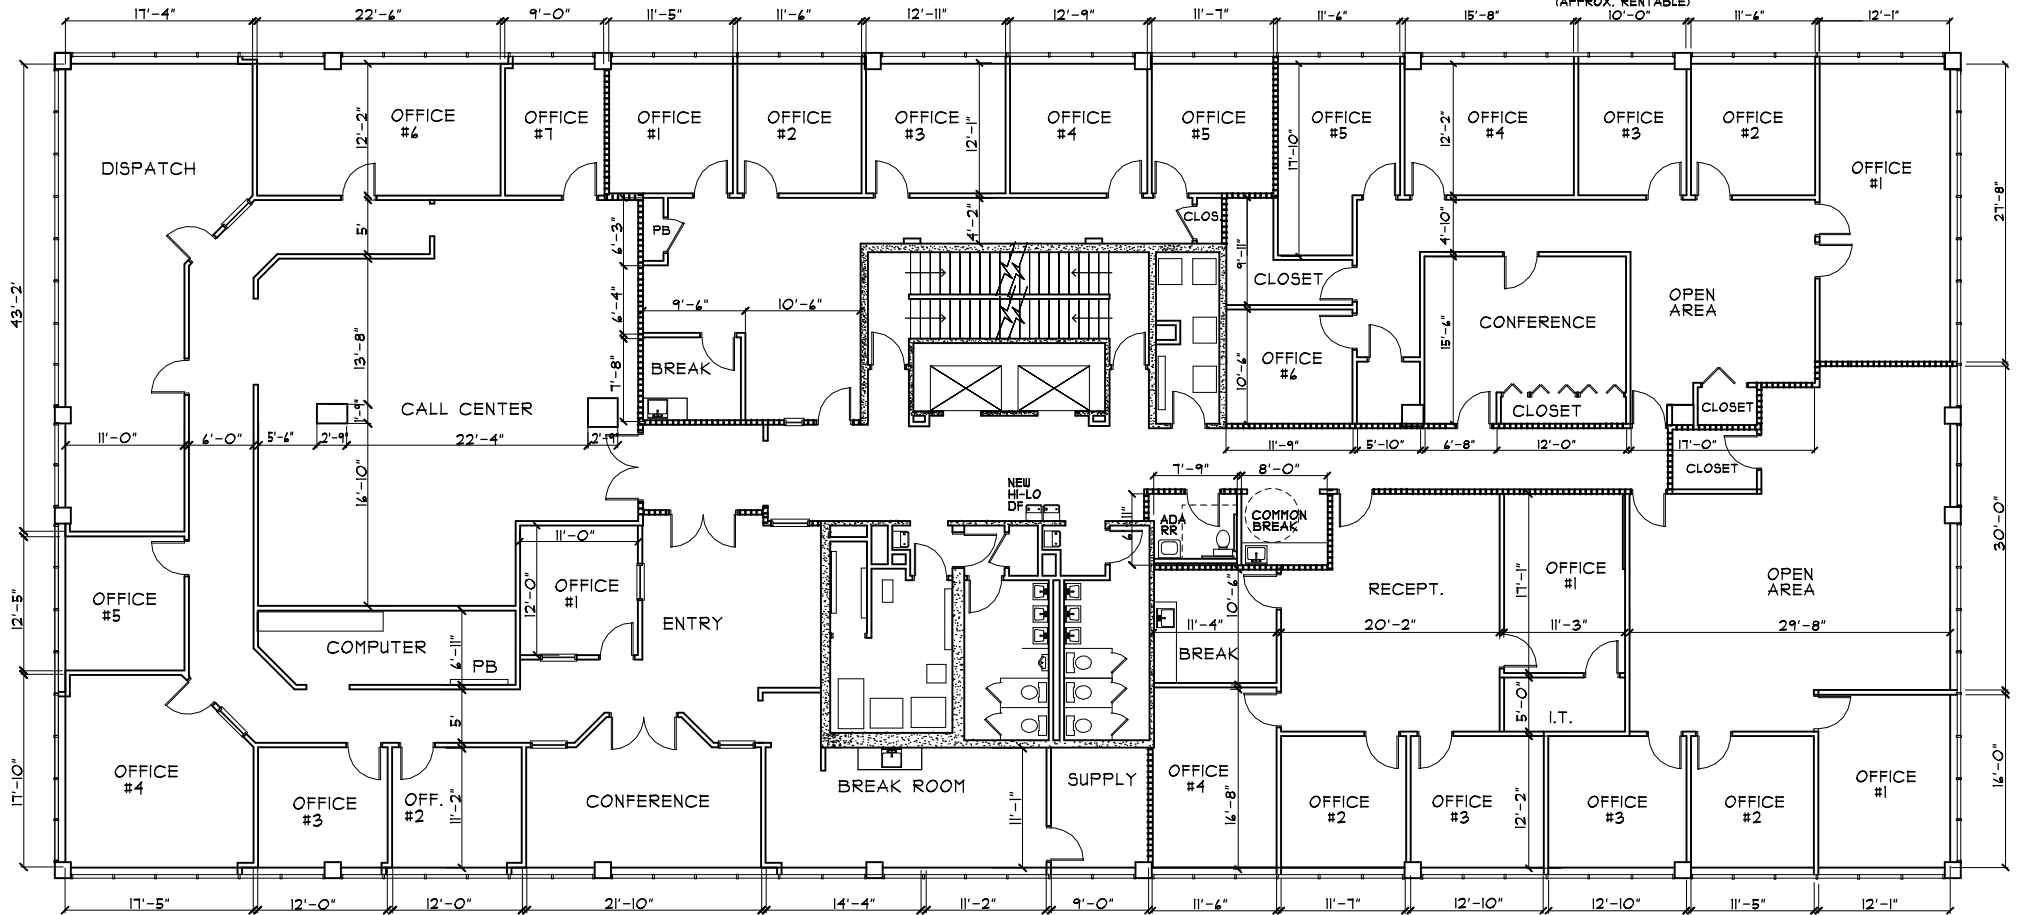 (APPROX. RENTABLE)
17'-4"
22'-6"
9'-0"
11'-5"
11'-6"
12'-11"
12'-9"
11'-7"
11'-6"
15'-8"
10'-0"
11'-6"
12'-1"
OFFICE
#6
OFFICE
#7
OFFICE
#1
OFFICE
#2
OFFICE
#3
OFFICE
#4
OFFICE
#5
OFFICE
#5
OFFICE
#4
OFFICE
#3
OFFICE
#2
OFFICE
#1
DISPATCH
12'-2"
12'-1"
17'-10"
12'-2"
27'-8"
43'-2'
5'
6'-3"
PB
4'-2"
CLOS.
9'-11"
4'-10"
CLOSET
OPEN
AREA
CONFERENCE
6'-4"
9'-6"
10'-6"
13'-8"
15'-6"
OFFICE
#6
10'-6"
BREAK
7'-8"
CALL CENTER
1'-9"
CLOSET
CLOSET
11'-0"
6'-0"
5'-6"
2'-9"
22'-4"
2'-9"
11'-9"
5'-10"
6'-8"
12'-0"
17'-0"
CLOSET
7'-9"
8'-0"
16'-10"
NEW
HI-LO
DF
ADA
RR
COMMON
BREAK
6'-11"
30'-0"
11'-0"
12'-0"
OFFICE
#1
12'-5"
OFFICE
#5
ENTRY
10'-6"
RECEPT.
17'-1"
OFFICE
#1
OPEN
AREA
11'-4"
20'-2"
11'-3"
29'-8"
COMPUTER
PB
6'-11"
BREAK
5'
5'-0"
I.T.
17'-10"
OFFICE
#4
OFFICE
#3
OFF.
#2
11'-2"
CONFERENCE
BREAK ROOM
11'-1"
SUPPLY
OFFICE
#4
16'-8"
OFFICE
#2
OFFICE
#3
12'-2"
OFFICE
#3
OFFICE
#2
OFFICE
#1
16'-0"
17'-5"
12'-0"
12'-0"
21'-10"
14'-4"
11'-2"
9'-0"
11'-6"
11'-7"
12'-10"
12'-10"
11'-5"
12'-1"